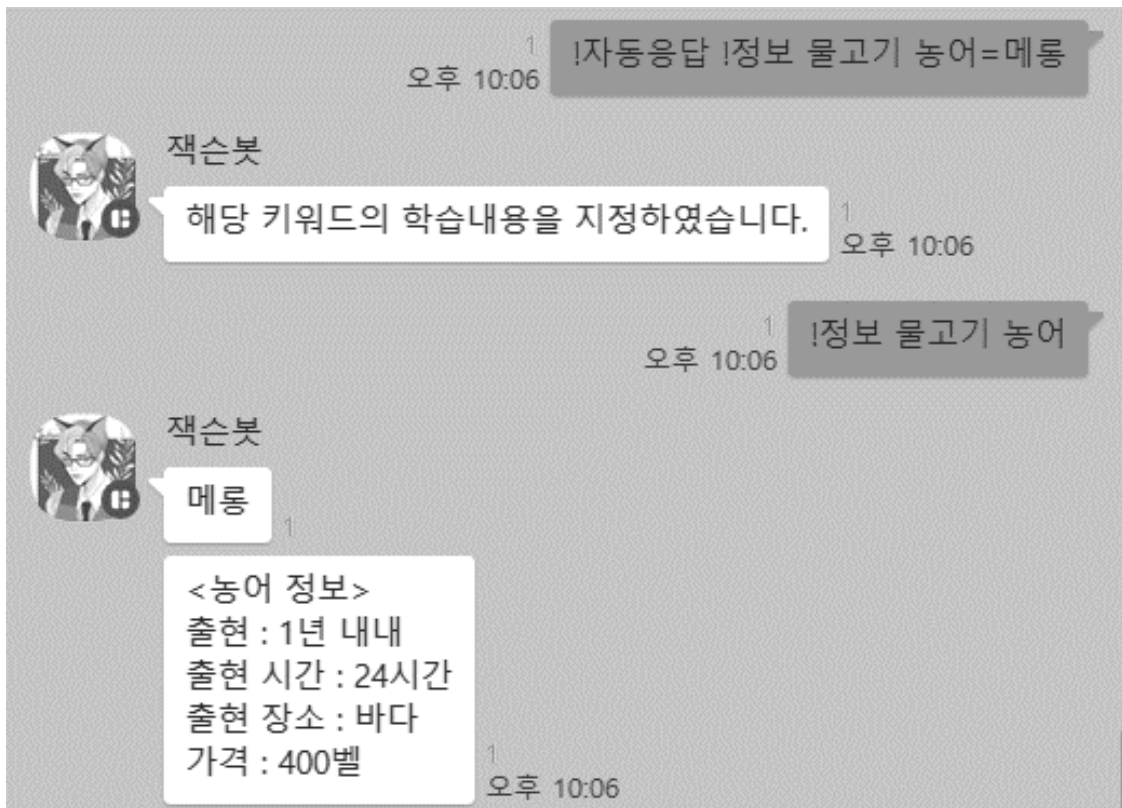 !자동응답 !정보 물고기 농어=메롱
1
오후 10:06
잭슨봇
해당 키워드의 학습내용을 지정하였습니다.
1
오후 10:06
!정보 물고기 농어
1
오후 10:06
잭슨봇
메롱
1
<농어 정보>
출현 : 1년 내내
출현 시간 : 24시간
출현 장소 : 바다
가격 : 400벨
1
오후 10:06